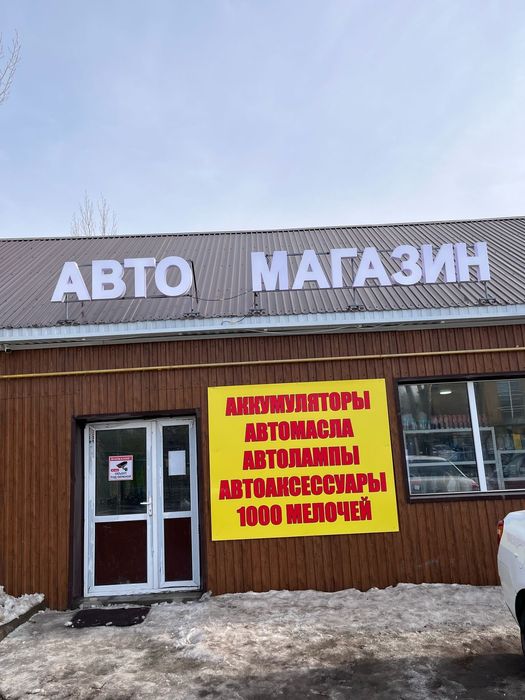 АВТО МАГАЗИН
АККУМУЛЯТОРЫ
АВТОМАСЛА
АВТОЛАМПЫ
АВТОАКСЕССУАРЫ
1000 МЕЛОЧЕЙ